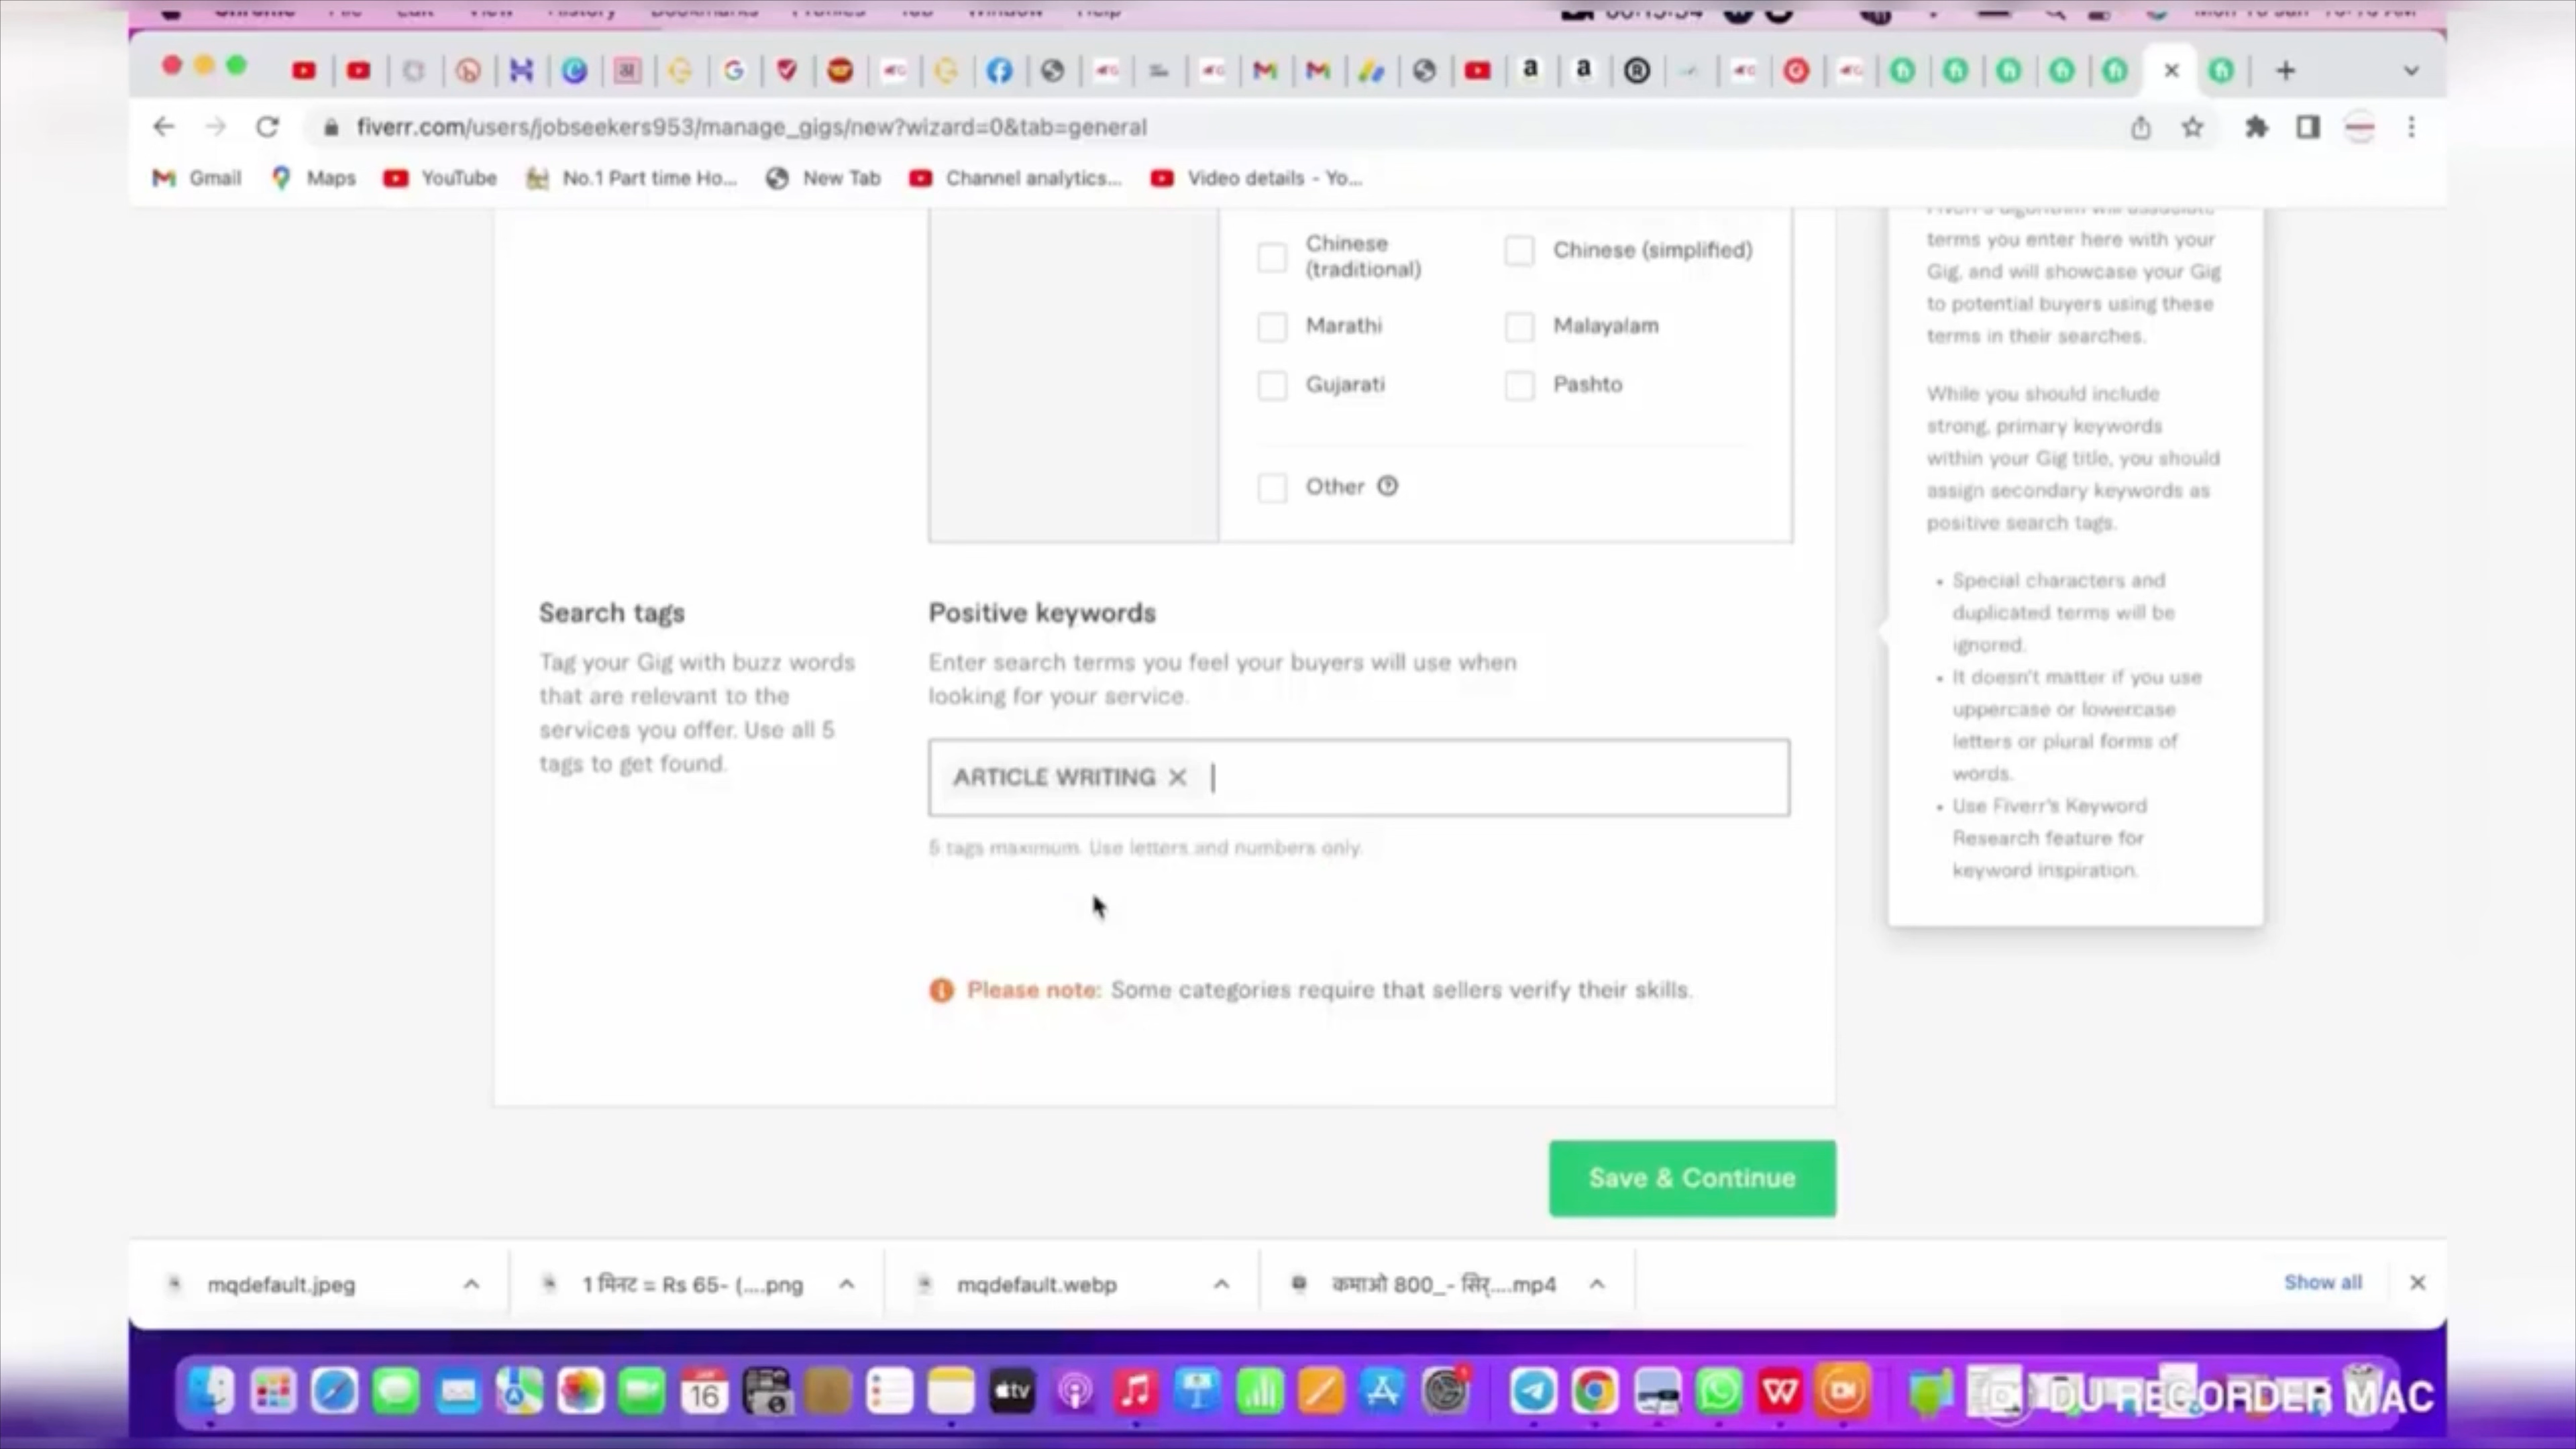 fiverr.com/users/jobseekers953/manage_gigs/new?wizard=0&tab=general
Gmail Maps YouTube No.1 Part time Ho... New Tab Channel analytics... Video details - Yo...
Chinese (traditional)
Chinese (simplified)
Marathi
Malayalam
Gujarati
Pashto
Other
terms you enter here with your
Gig, and will showcase your Gig
to potential buyers using these
terms in their searches.
While you should include
strong, primary keywords
within your Gig title, you should
assign secondary keywords as
positive search tags.
• Special characters and
duplicated terms will be
ignored.
• It doesn't matter if you use
uppercase or lowercase
letters or plural forms of
words.
• Use Fiverr's Keyword
Research feature for
keyword inspiration.
Search tags
Tag your Gig with buzz words
that are relevant to the
services you offer. Use all 5
tags to get found.
Positive keywords
Enter search terms you feel your buyers will use when
looking for your service.
ARTICLE WRITING
5 tags maximum. Use letters and numbers only.
Please note: Some categories require that sellers verify their skills.
Save & Continue
mqdefault.jpeg 1 मिनट = Rs 65- (....png mqdefault.webp कमाओ 800_- सिर्....mp4 Show all
16
tv
DU RECORDER MAC